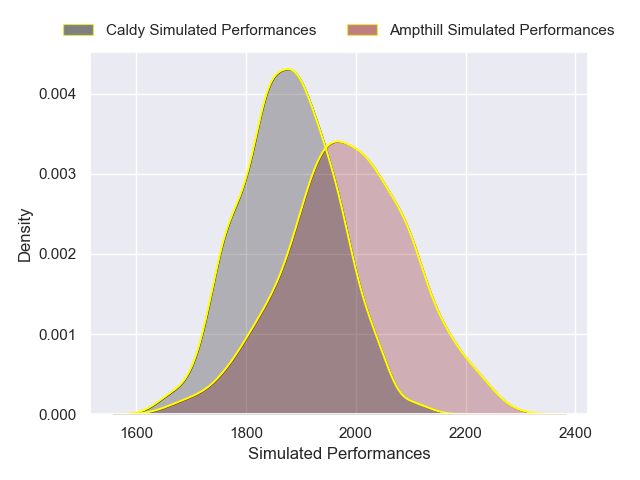 Caldy Simulated Performances Ampthill Simulated Performances
0.004
0.003
0.002
0.001
0.000
Density
1600 1800 2000 2200 2400
Simulated Performances